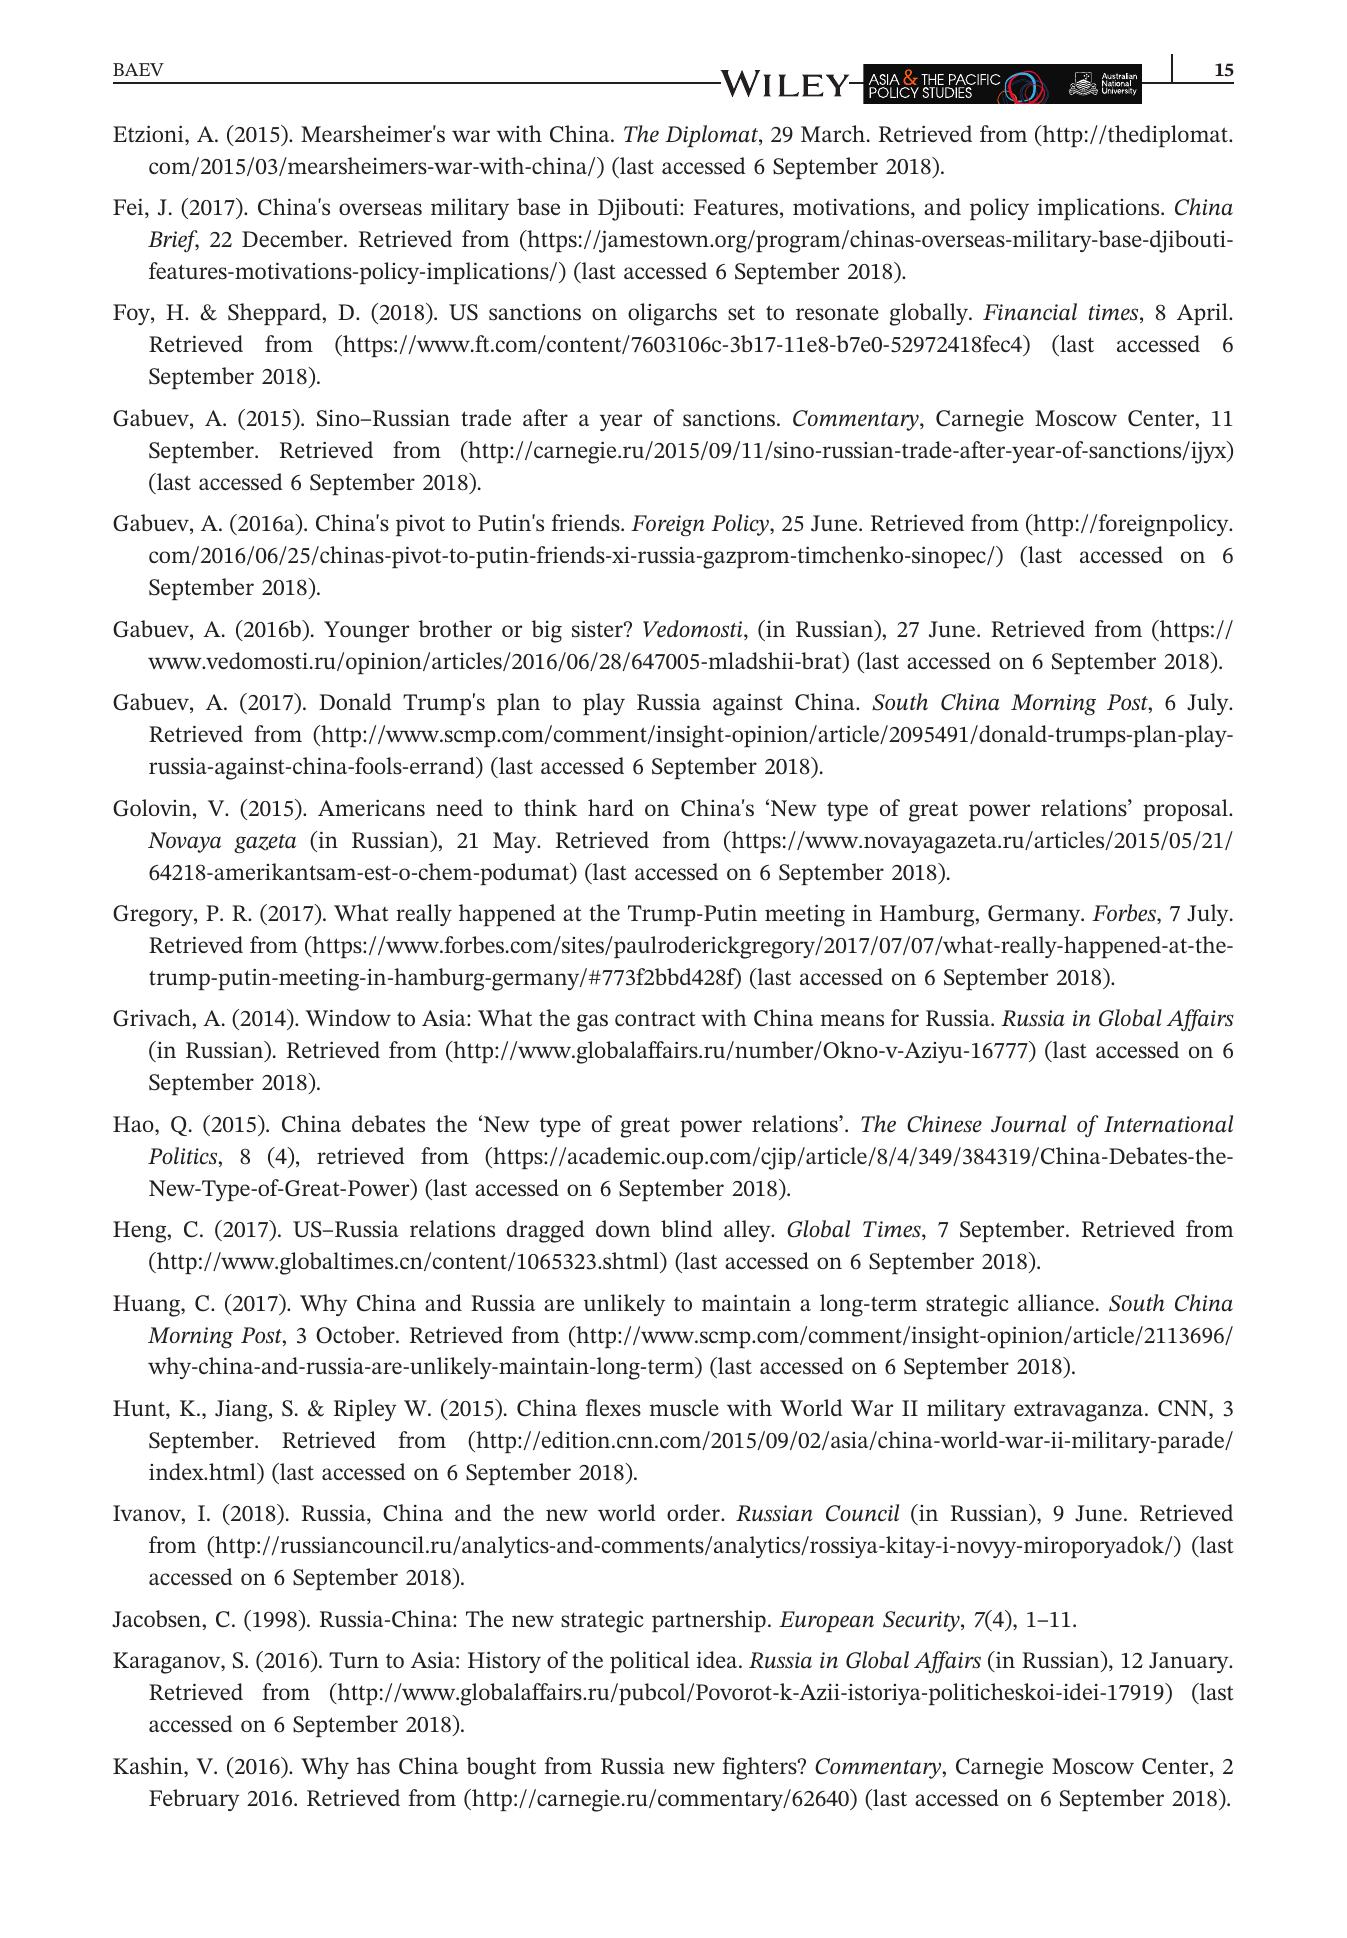 BAEV
WILEY
ASIA & THE PACIFIC
POLICY STUDIES
Australian
National
University
15
Etzioni, A. (2015). Mearsheimer's war with China. The Diplomat, 29 March. Retrieved from (http://thediplomat.
com/2015/03/mearsheimers-war-with-china/) (last accessed 6 September 2018).
Fei, J. (2017). China's overseas military base in Djibouti: Features, motivations, and policy implications. China
Brief, 22 December. Retrieved from (https://jamestown.org/program/chinas-overseas-military-base-djibouti-
features-motivations-policy-implications/) (last accessed 6 September 2018).
Foy, H. & Sheppard, D. (2018). US sanctions on oligarchs set to resonate globally. Financial times, 8 April.
Retrieved from (https://www.ft.com/content/7603106c-3b17-11e8-b7e0-52972418fec4) (last accessed 6
September 2018).
Gabuev, A. (2015). Sino–Russian trade after a year of sanctions. Commentary, Carnegie Moscow Center, 11
September. Retrieved from (http://carnegie.ru/2015/09/11/sino-russian-trade-after-year-of-sanctions/ijyx)
(last accessed 6 September 2018).
Gabuev, A. (2016a). China's pivot to Putin's friends. Foreign Policy, 25 June. Retrieved from (http://foreignpolicy.
com/2016/06/25/chinas-pivot-to-putin-friends-xi-russia-gazprom-timchenko-sinopec/) (last accessed on 6
September 2018).
Gabuev, A. (2016b). Younger brother or big sister? Vedomosti, (in Russian), 27 June. Retrieved from (https://
www.vedomosti.ru/opinion/articles/2016/06/28/647005-mladshii-brat) (last accessed on 6 September 2018).
Gabuev, A. (2017). Donald Trump's plan to play Russia against China. South China Morning Post, 6 July.
Retrieved from (http://www.scmp.com/comment/insight-opinion/article/2095491/donald-trumps-plan-play-
russia-against-china-fools-errand) (last accessed 6 September 2018).
Golovin, V. (2015). Americans need to think hard on China's ‘New type of great power relations’ proposal.
Novaya gazeta (in Russian), 21 May. Retrieved from (https://www.novayagazeta.ru/articles/2015/05/21/
64218-amerikantsam-est-o-chem-podumat) (last accessed on 6 September 2018).
Gregory, P. R. (2017). What really happened at the Trump-Putin meeting in Hamburg, Germany. Forbes, 7 July.
Retrieved from (https://www.forbes.com/sites/paulroderickgregory/2017/07/07/what-really-happened-at-the-
trump-putin-meeting-in-hamburg-germany/#773f2bbd428f) (last accessed on 6 September 2018).
Grivach, A. (2014). Window to Asia: What the gas contract with China means for Russia. Russia in Global Affairs
(in Russian). Retrieved from (http://www.globalaffairs.ru/number/Okno-v-Aziyu-16777) (last accessed on 6
September 2018).
Hao, Q. (2015). China debates the ‘New type of great power relations’. The Chinese Journal of International
Politics, 8 (4), retrieved from (https://academic.oup.com/cjip/article/8/4/349/384319/China-Debates-the-
New-Type-of-Great-Power) (last accessed on 6 September 2018).
Heng, C. (2017). US–Russia relations dragged down blind alley. Global Times, 7 September. Retrieved from
(http://www.globaltimes.cn/content/1065323.shtml) (last accessed on 6 September 2018).
Huang, C. (2017). Why China and Russia are unlikely to maintain a long-term strategic alliance. South China
Morning Post, 3 October. Retrieved from (http://www.scmp.com/comment/insight-opinion/article/2113696/
why-china-and-russia-are-unlikely-maintain-long-term) (last accessed on 6 September 2018).
Hunt, K., Jiang, S. & Ripley W. (2015). China flexes muscle with World War II military extravaganza. CNN, 3
September. Retrieved from (http://edition.cnn.com/2015/09/02/asia/china-world-war-ii-military-parade/
index.html) (last accessed on 6 September 2018).
Ivanov, I. (2018). Russia, China and the new world order. Russian Council (in Russian), 9 June. Retrieved
from (http://russiancouncil.ru/analytics-and-comments/analytics/rossiya-kitay-i-novyy-miroporyadok/) (last
accessed on 6 September 2018).
Jacobsen, C. (1998). Russia-China: The new strategic partnership. European Security, 7(4), 1–11.
Karaganov, S. (2016). Turn to Asia: History of the political idea. Russia in Global Affairs (in Russian), 12 January.
Retrieved from (http://www.globalaffairs.ru/pubcol/Povorot-k-Azii-istoriya-politicheskoi-idei-17919) (last
accessed on 6 September 2018).
Kashin, V. (2016). Why has China bought from Russia new fighters? Commentary, Carnegie Moscow Center, 2
February 2016. Retrieved from (http://carnegie.ru/commentary/62640) (last accessed on 6 September 2018).